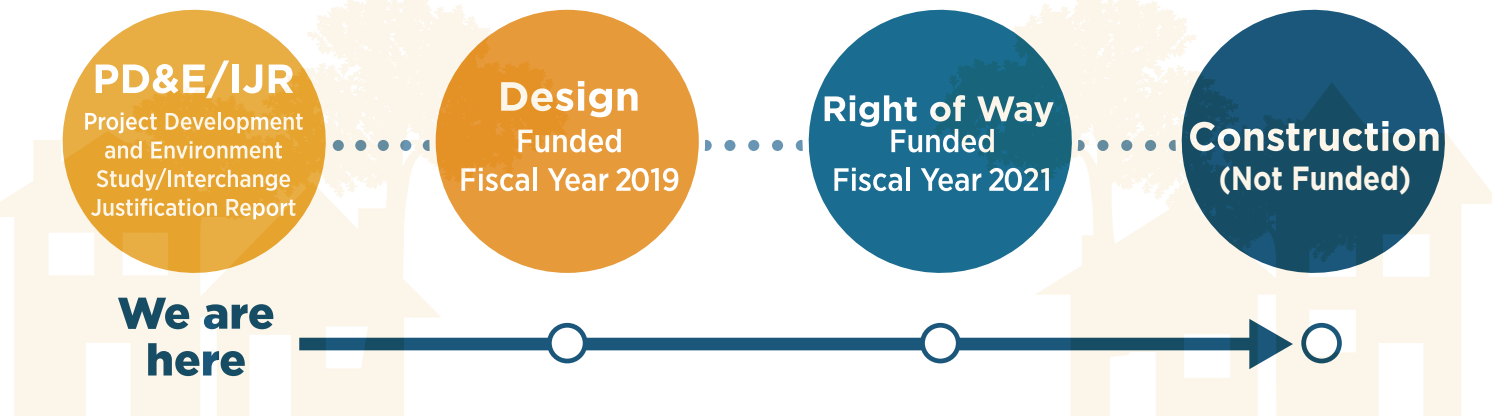 PD&E/IJR
Project Development
and Environment
Study/Interchange
Justification Report
Design
Funded
Fiscal Year 2019
Right of Way
Funded
Fiscal Year 2021
Construction
(Not Funded)
We are
here